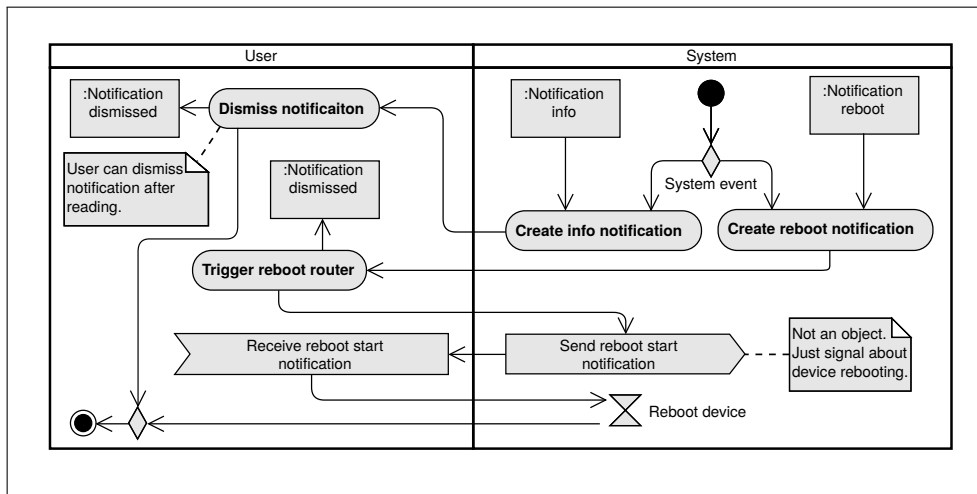 User
System
:Notification
dismissed
Dismiss notificaiton
User can dismiss
notification after
reading.
:Notification
dismissed
Trigger reboot router
Receive reboot start
notification
:Notification
info
:Notification
reboot
System event
Create info notification
Create reboot notification
Send reboot start
notification
Not an object.
Just signal about
device rebooting.
Reboot device